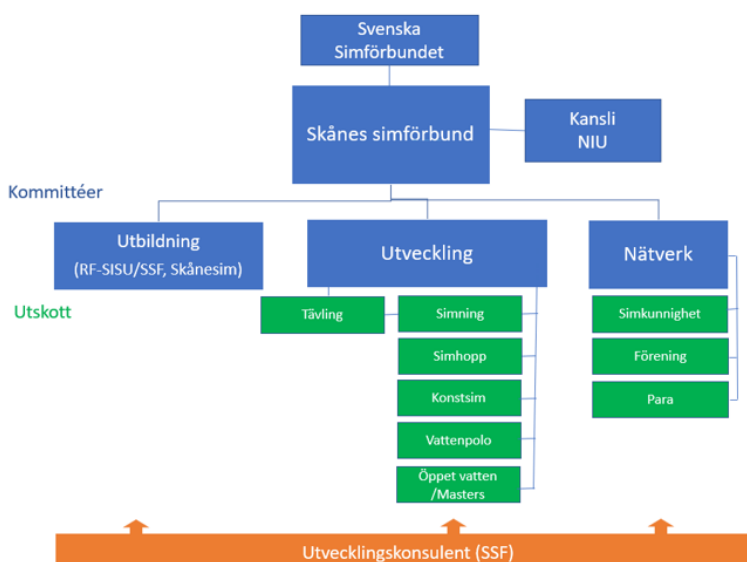 Svenska
Simförbundet
Skånes simförbund
Kansli
NIU
Kommittéer
Utbildning
(RF-SISU/SSF, Skånesim)
Utveckling
Nätverk
Utskott
Tävling
Simning
Simkunnighet
Simhopp
Förening
Konstsim
Para
Vattenpolo
Öppet vatten
/Masters
Utvecklingskonsulent (SSF)